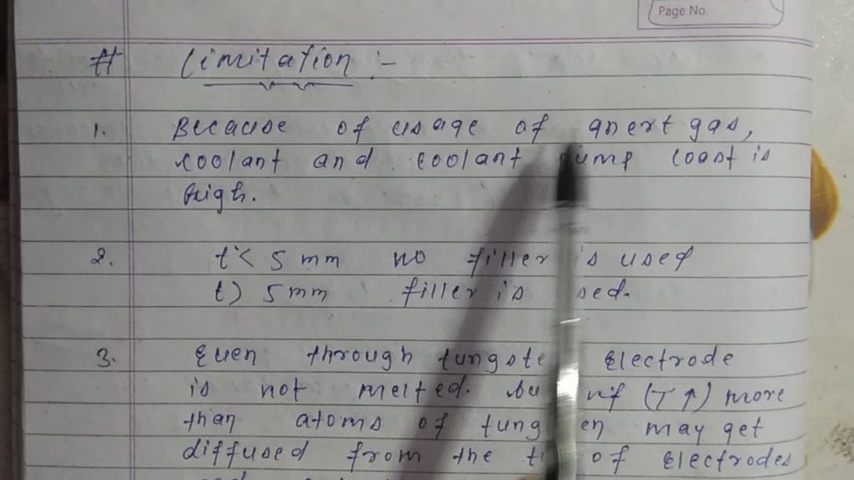 Page No.
# Limitation :-
1. Because of usage of anert gas,
coolant and coolant pump coast is
high.
2. t < 5 mm no filler is used
t > 5 mm filler is used.
3. Even through tungsten Electrode
is not melted. but if (T↑) more
than atoms of tungsten may get
diffused from the of Electrodes